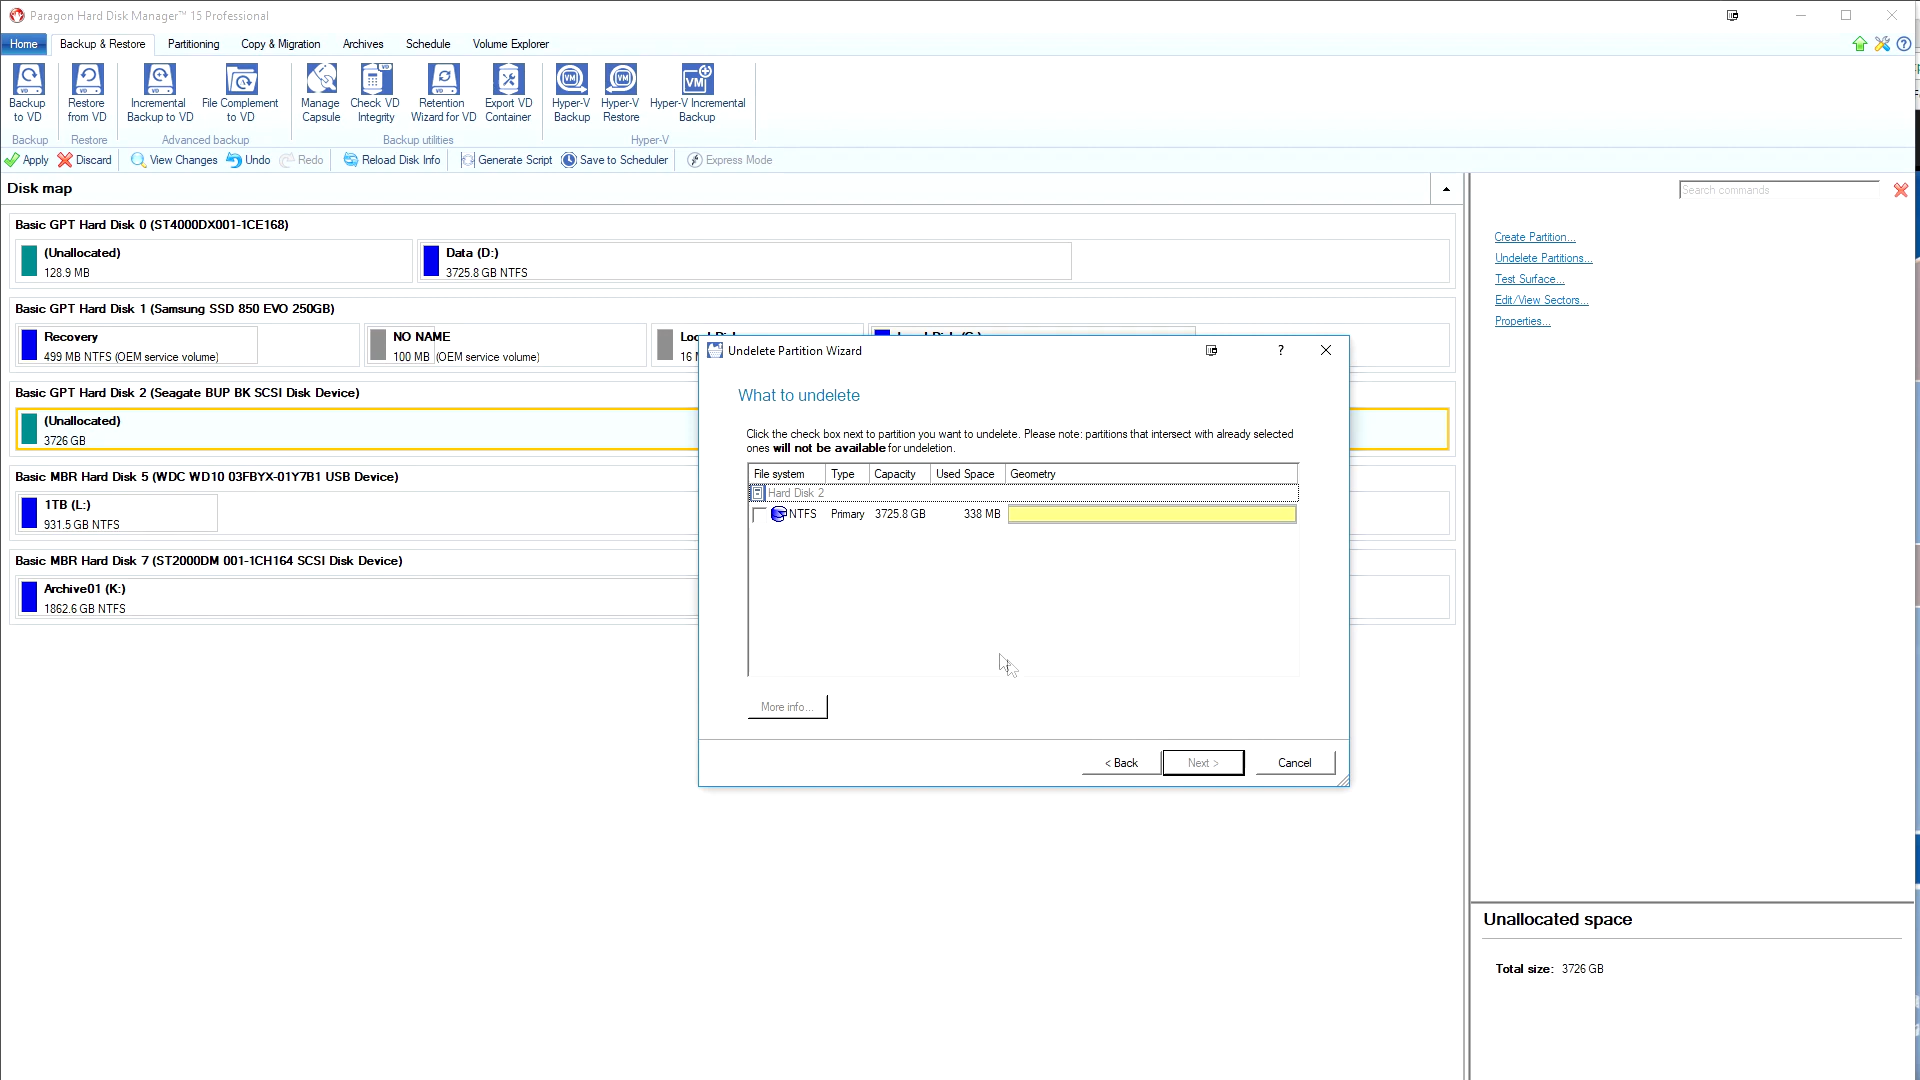 Paragon Hard Disk Manager™ 15 Professional
Home Backup & Restore Partitioning Copy & Migration Archives Schedule Volume Explorer
Backup to VD
Restore from VD
Incremental Backup to VD
File Complement to VD
Manage Capsule
Check VD Integrity
Retention Wizard for VD
Export VD Container
Hyper-V Backup
Hyper-V Restore
Hyper-V Incremental Backup
Backup Restore Advanced backup Backup utilities Hyper-V
Apply Discard View Changes Undo Redo Reload Disk Info Generate Script Save to Scheduler Express Mode
Disk map
Search commands
Basic GPT Hard Disk 0 (ST4000DX001-1CE168)
(Unallocated)
128.9 MB
Data (D:)
3725.8 GB NTFS
Basic GPT Hard Disk 1 (Samsung SSD 850 EVO 250GB)
Recovery
499 MB NTFS (OEM service volume)
NO NAME
100 MB (OEM service volume)
Basic GPT Hard Disk 2 (Seagate BUP BK SCSI Disk Device)
(Unallocated)
3726 GB
Basic MBR Hard Disk 5 (WDC WD10 03FBYX-01Y7B1 USB Device)
1TB (L:)
931.5 GB NTFS
Basic MBR Hard Disk 7 (ST2000DM 001-1CH164 SCSI Disk Device)
Archive01 (K:)
1862.6 GB NTFS
Undelete Partition Wizard
?
What to undelete
Click the check box next to partition you want to undelete. Please note: partitions that intersect with already selected
ones will not be available for undeletion.
File system Type Capacity Used Space Geometry
Hard Disk 2
NTFS Primary 3725.8 GB 338 MB
More info...
< Back Next > Cancel
Create Partition...
Undelete Partitions...
Test Surface...
Edit/View Sectors...
Properties...
Unallocated space
Total size: 3726 GB